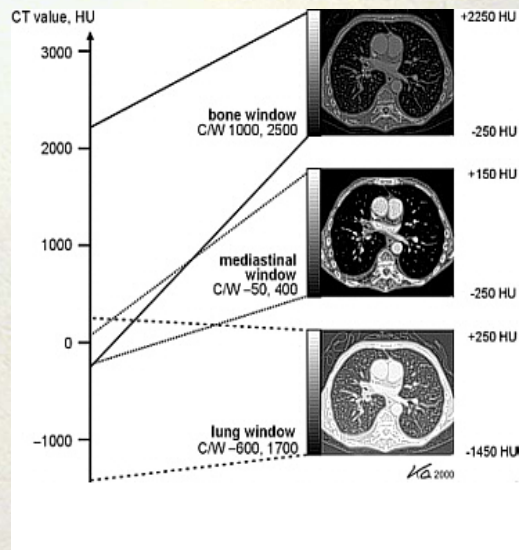 CT value, HU
+2250 HU
3000
bone window
C/W 1000, 2500
2000
-250 HU
+150 HU
1000
mediastinal
window
C/W –50, 400
-250 HU
+250 HU
0
lung window
C/W –600, 1700
–1000
-1450 HU
2000